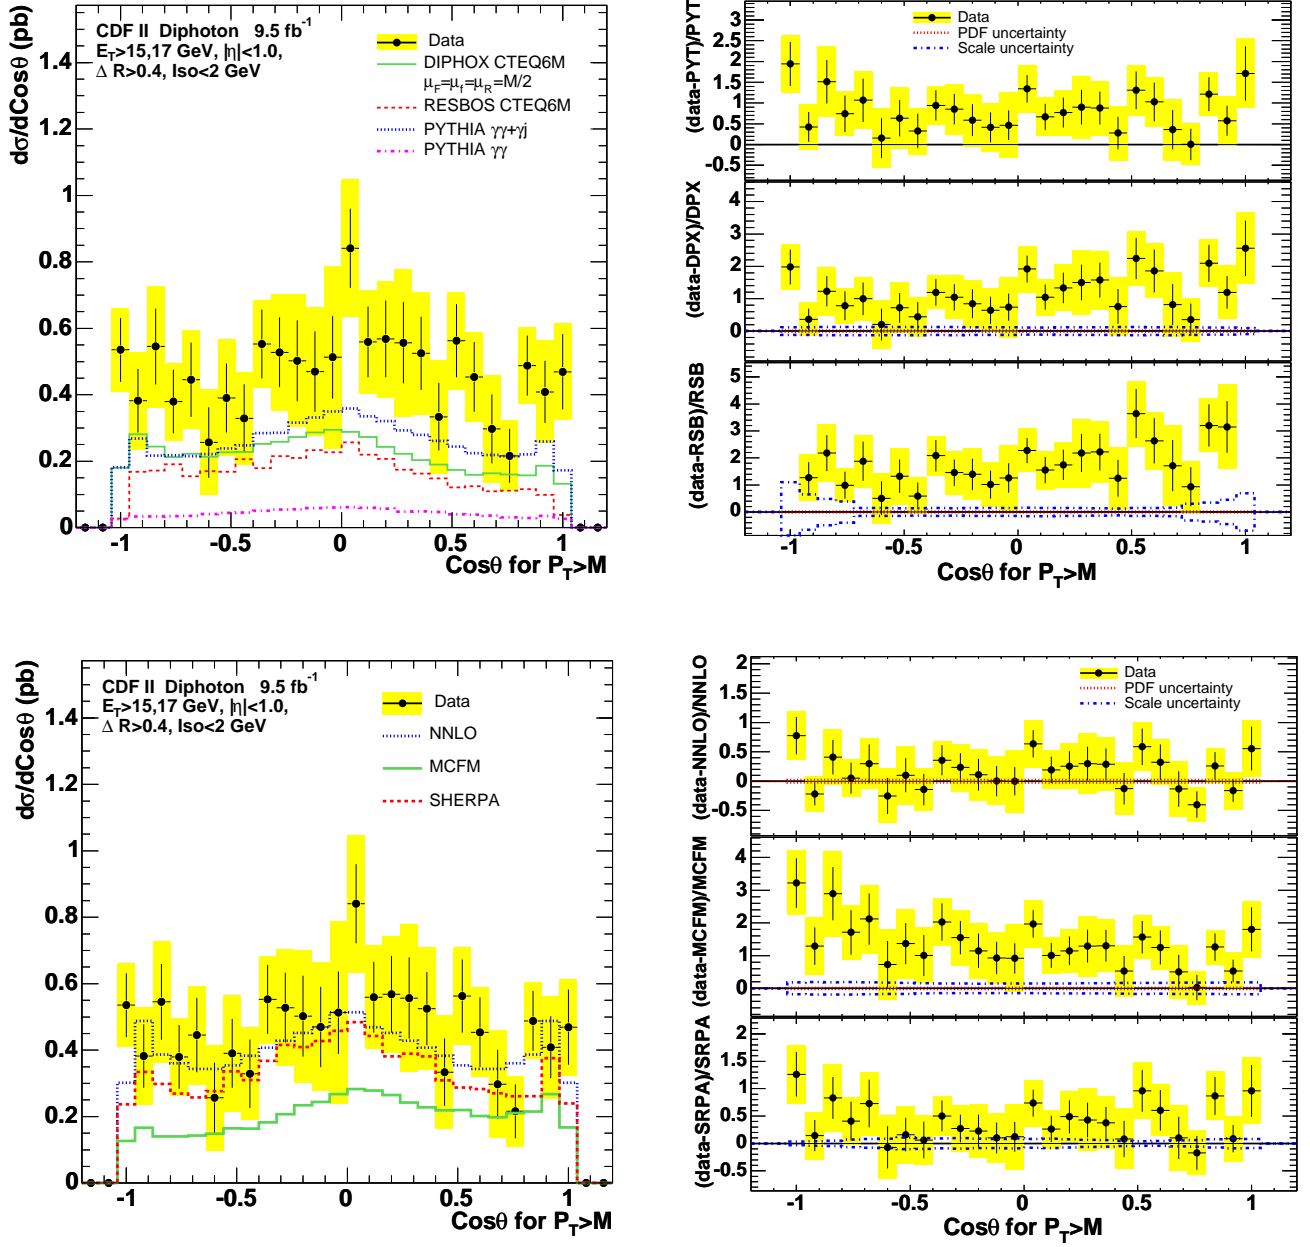 CDF II Diphoton 9.5 fb⁻¹
E_T>15,17 GeV, |η|<1.0,
Δ R>0.4, Iso<2 GeV
Data
DIPHOX CTEQ6M
μ_F=μ_f=μ_R=M/2
RESBOS CTEQ6M
PYTHIA γγ+γj
PYTHIA γγ
dσ/dCosθ (pb)
1.4
1.2
1
0.8
0.6
0.4
0.2
0
-1 -0.5 0 0.5 1
Cosθ for P_T>M
Data
PDF uncertainty
Scale uncertainty
(data-PYT)/PYT
3
2.5
2
1.5
1
0.5
0
-0.5
(data-DPX)/DPX
4
3
2
1
0
(data-RSB)/RSB
5
4
3
2
1
0
-1 -0.5 0 0.5 1
Cosθ for P_T>M
CDF II Diphoton 9.5 fb⁻¹
E_T>15,17 GeV, |η|<1.0,
Δ R>0.4, Iso<2 GeV
Data
NNLO
MCFM
SHERPA
dσ/dCosθ (pb)
1.4
1.2
1
0.8
0.6
0.4
0.2
0
-1 -0.5 0 0.5 1
Cosθ for P_T>M
Data
PDF uncertainty
Scale uncertainty
(data-NNLO)/NNLO
2
1.5
1
0.5
0
-0.5
(data-MCFM)/MCFM
4
3
2
1
0
(data-SRPA)/SRPA
2
1.5
1
0.5
0
-0.5
-1 -0.5 0 0.5 1
Cosθ for P_T>M